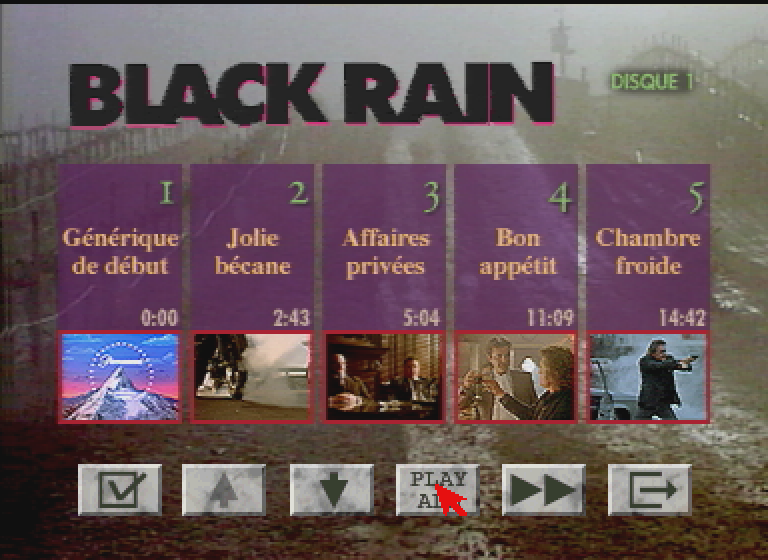 BLACK RAIN
DISQUE 1
1
Générique
de début
0:00
2
Jolie
bécane
2:43
3
Affaires
privées
5:04
4
Bon
appétit
11:09
5
Chambre
froide
14:42
PLAY